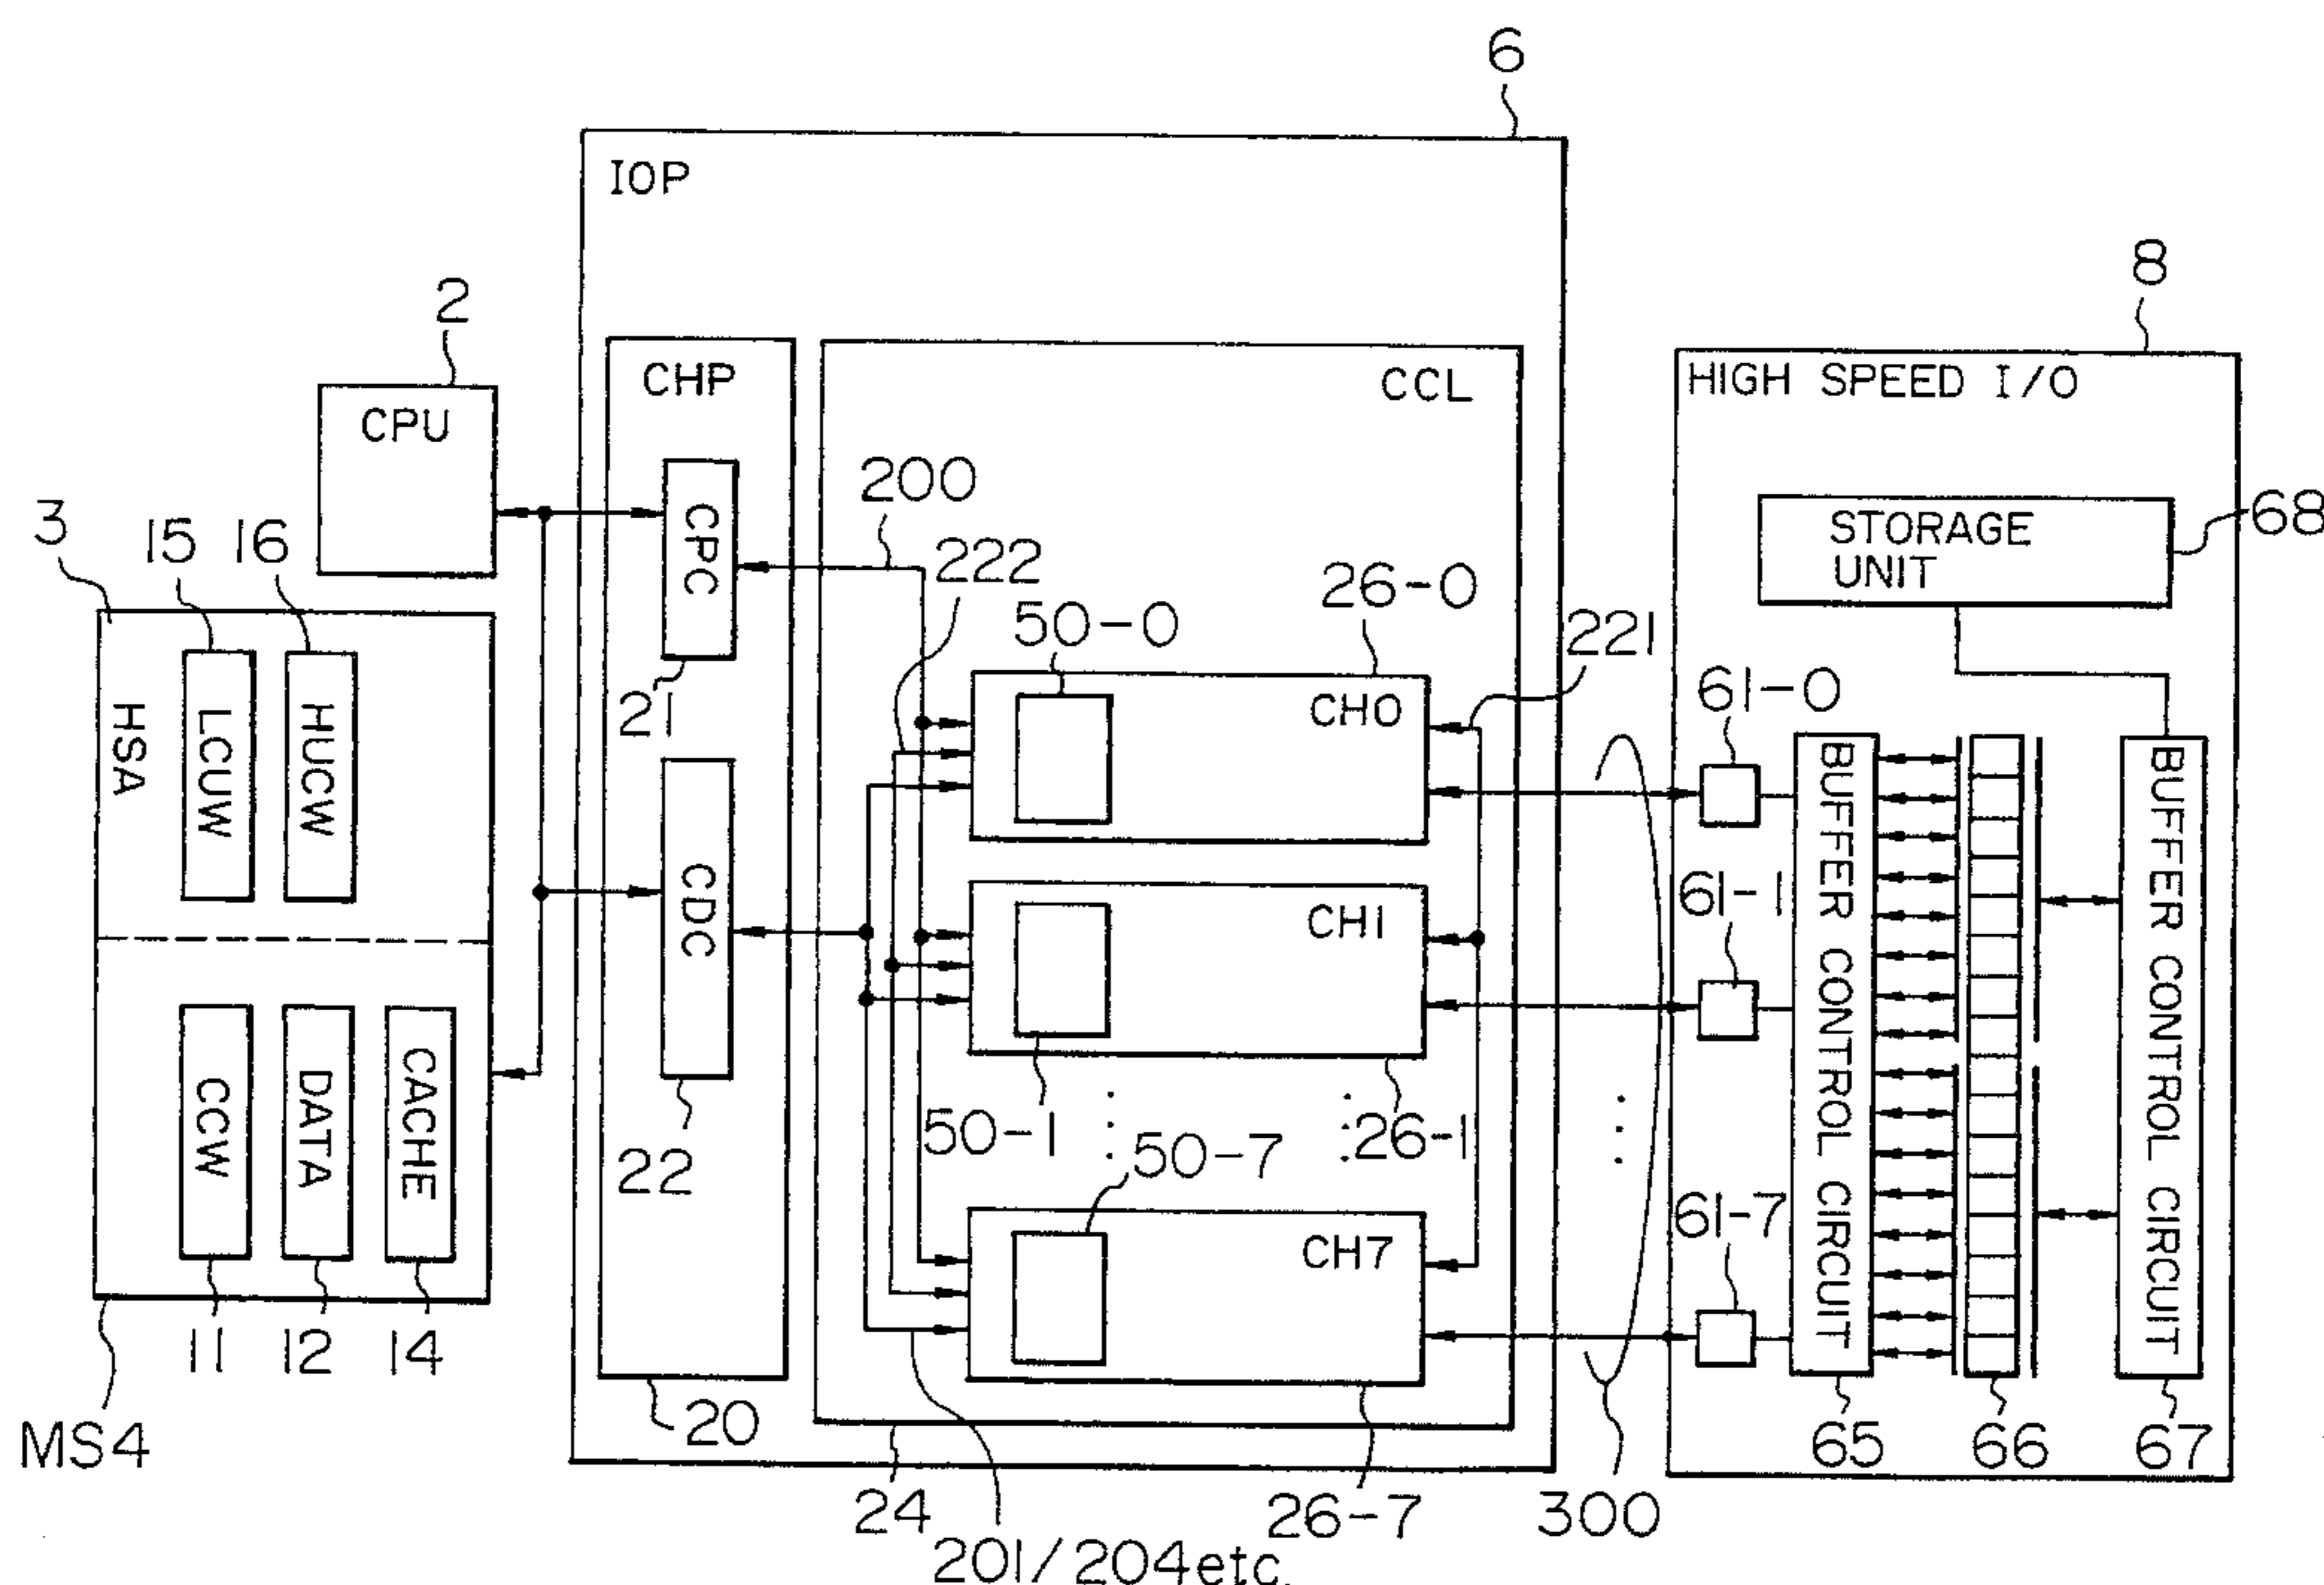 6
IOP
8
2
CHP
CCL
HIGH SPEED I/O
CPU
200
3
15
16
CPC
222
STORAGE
UNIT
68
26-0
50-0
221
61-0
21
CH0
HSA
LCUW
HUCW
CDC
61-1
CH1
BUFFER CONTROL CIRCUIT
BUFFER CONTROL CIRCUIT
CCW
DATA
CACHE
50-1
26-1
50-7
22
61-7
CH7
11
12
14
MS4
20
65
66
67
24
26-7
300
201/204etc.